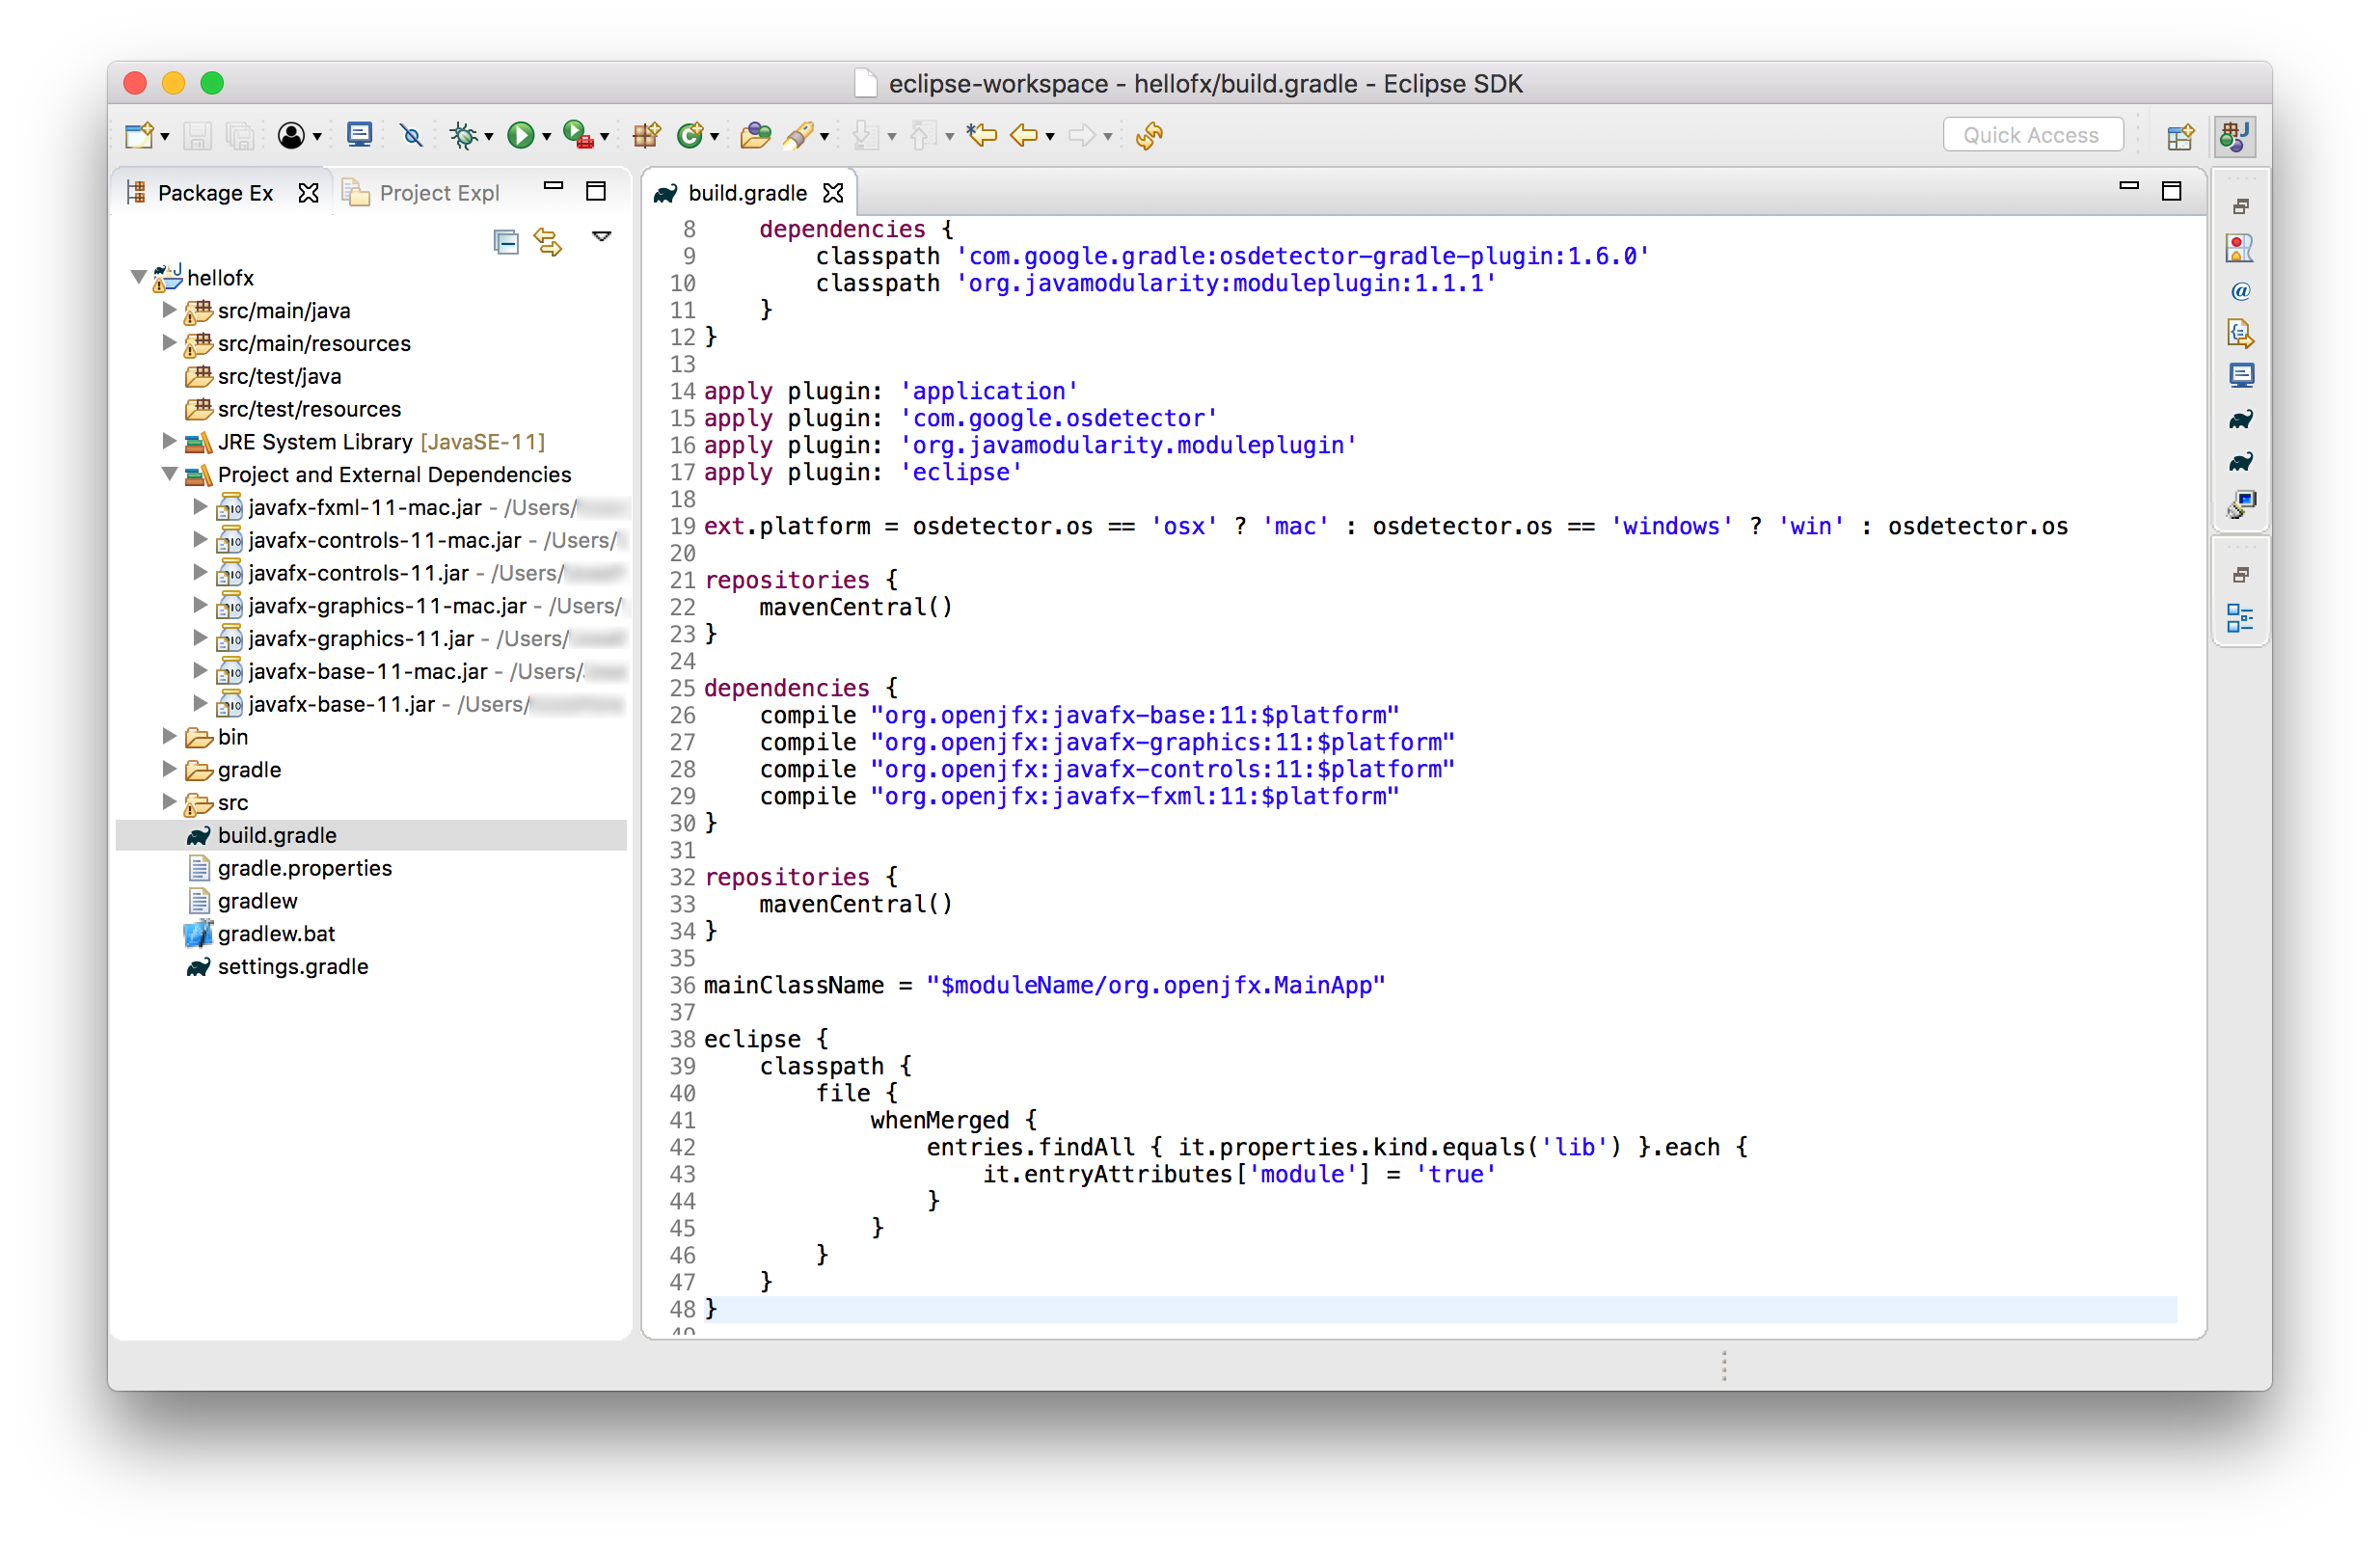 eclipse-workspace - hellofx/build.gradle - Eclipse SDK
Quick Access
Package Ex
Project Expl
hellofx
src/main/java
src/main/resources
src/test/java
src/test/resources
JRE System Library [JavaSE-11]
Project and External Dependencies
javafx-fxml-11-mac.jar - /Users/
javafx-controls-11-mac.jar - /Users/
javafx-controls-11.jar - /Users/
javafx-graphics-11-mac.jar - /Users/
javafx-graphics-11.jar - /Users/
javafx-base-11-mac.jar - /Users/
javafx-base-11.jar - /Users/
bin
gradle
src
build.gradle
gradle.properties
gradlew
gradlew.bat
settings.gradle
build.gradle
8     dependencies {
9         classpath 'com.google.gradle:osdetector-gradle-plugin:1.6.0'
10         classpath 'org.javamodularity:moduleplugin:1.1.1'
11     }
12 }
13
14 apply plugin: 'application'
15 apply plugin: 'com.google.osdetector'
16 apply plugin: 'org.javamodularity.moduleplugin'
17 apply plugin: 'eclipse'
18
19 ext.platform = osdetector.os == 'osx' ? 'mac' : osdetector.os == 'windows' ? 'win' : osdetector.os
20
21 repositories {
22     mavenCentral()
23 }
24
25 dependencies {
26     compile "org.openjfx:javafx-base:11:$platform"
27     compile "org.openjfx:javafx-graphics:11:$platform"
28     compile "org.openjfx:javafx-controls:11:$platform"
29     compile "org.openjfx:javafx-fxml:11:$platform"
30 }
31
32 repositories {
33     mavenCentral()
34 }
35
36 mainClassName = "$moduleName/org.openjfx.MainApp"
37
38 eclipse {
39     classpath {
40         file {
41             whenMerged {
42                 entries.findAll { it.properties.kind.equals('lib') }.each {
43                     it.entryAttributes['module'] = 'true'
44                 }
45             }
46         }
47     }
48 }
49